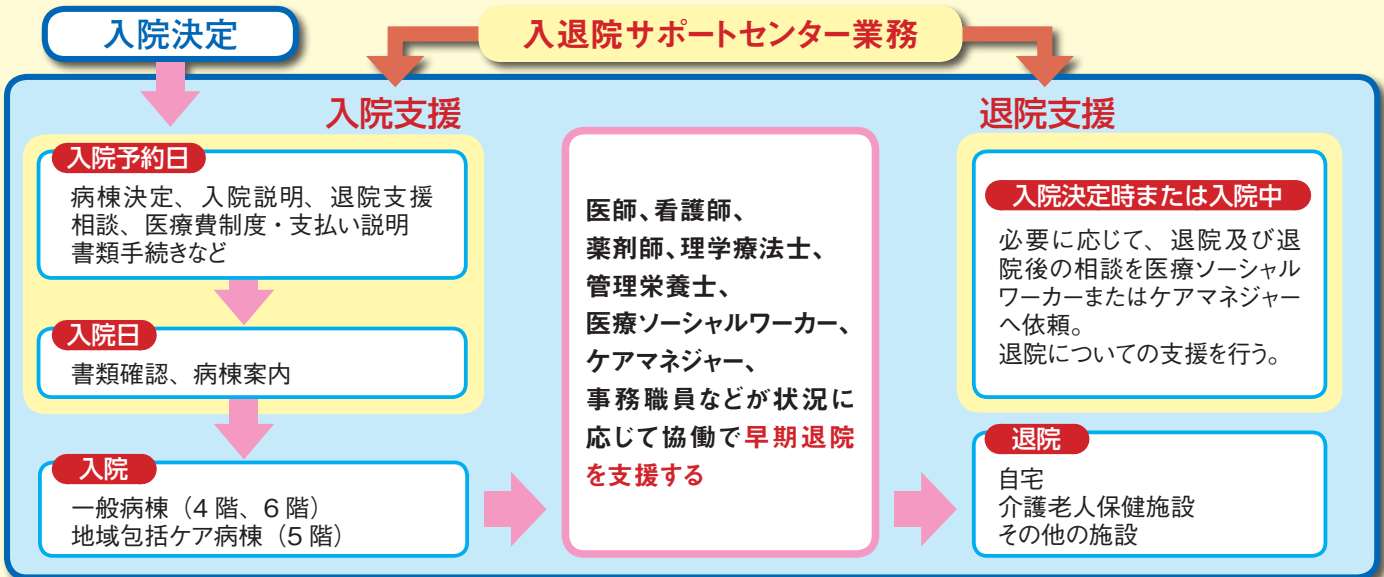 入院決定
入退院サポートセンター業務
入院支援
入院予約日
病棟決定、入院説明、退院支援
相談、医療費制度・支払い説明
書類手続きなど
入院日
書類確認、病棟案内
入院
一般病棟（4階、6階）
地域包括ケア病棟（5階）
医師、看護師、
薬剤師、理学療法士、
管理栄養士、
医療ソーシャルワーカー、
ケアマネジャー、
事務職員などが状況に
応じて協働で早期退院
を支援する
退院支援
入院決定時または入院中
必要に応じて、退院及び退
院後の相談を医療ソーシャル
ワーカーまたはケアマネジャー
へ依頼。
退院についての支援を行う。
退院
自宅
介護老人保健施設
その他の施設